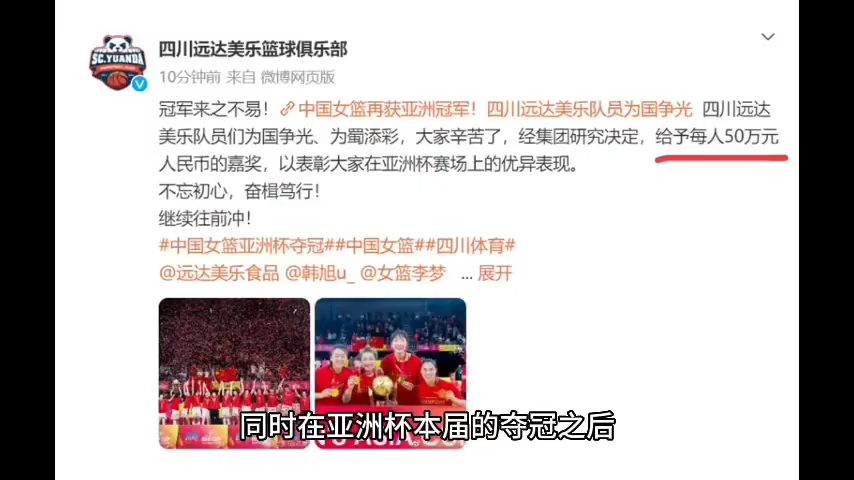 SC.YUANDA
四川远达美乐篮球俱乐部
10分钟前 来自 微博网页版
冠军来之不易！中国女篮再获亚洲冠军！四川远达美乐队员为国争光 四川远达
美乐队员们为国争光、为蜀添彩，大家辛苦了，经集团研究决定，给予每人50万元
人民币的嘉奖，以表彰大家在亚洲杯赛场上的优异表现。
不忘初心，奋楫笃行！
继续往前冲！
#中国女篮亚洲杯夺冠##中国女篮##四川体育#
@远达美乐食品 @韩旭u_ @女篮李梦 ... 展开
同时在亚洲杯本届的夺冠之后